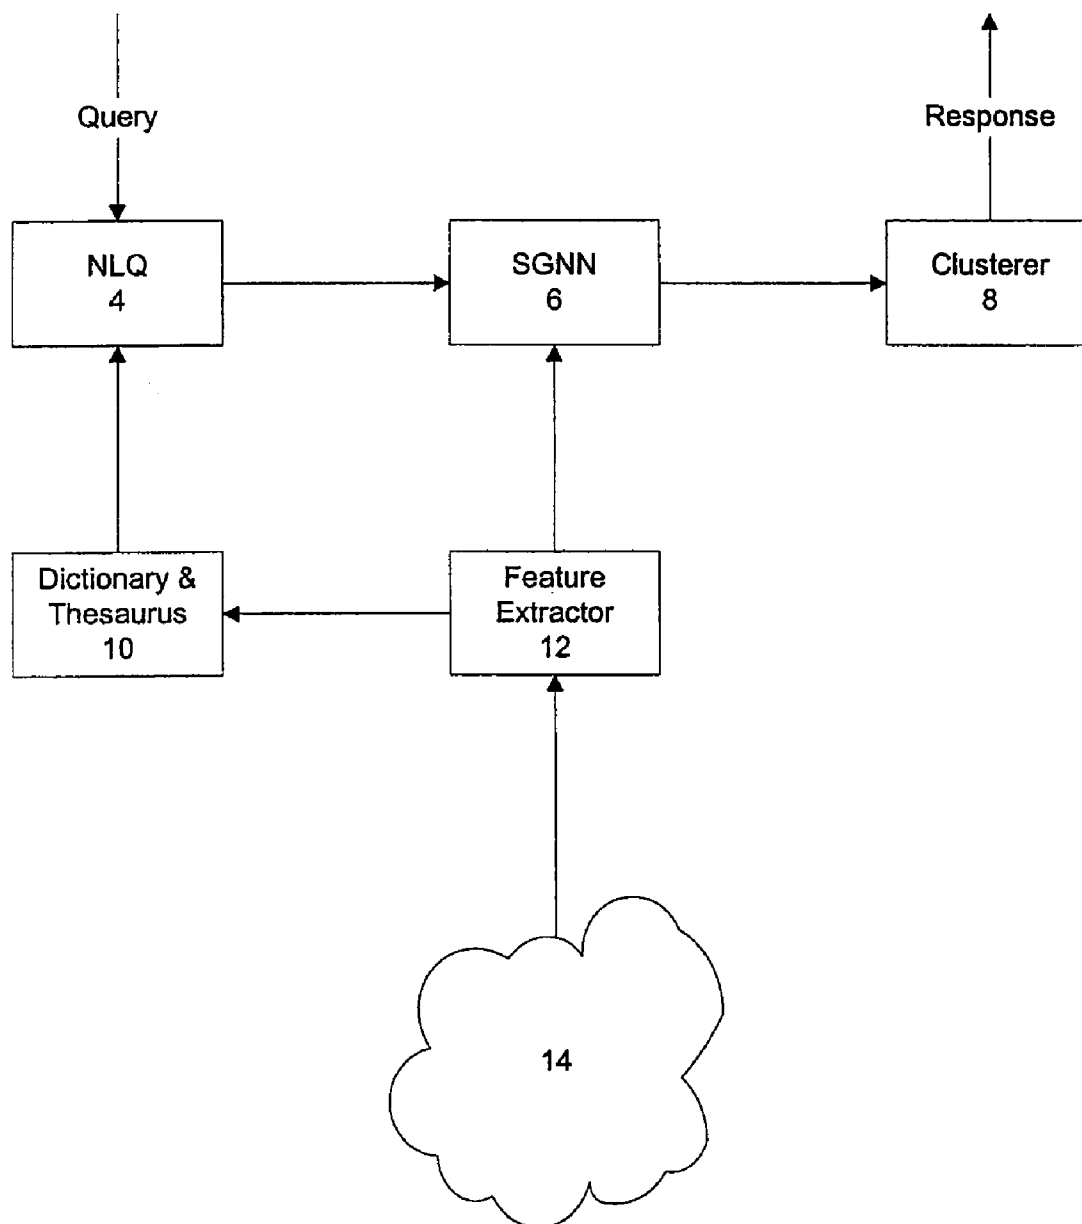 Query
Response
NLQ
4
SGNN
6
Clusterer
8
Dictionary &
Thesaurus
10
Feature
Extractor
12
14